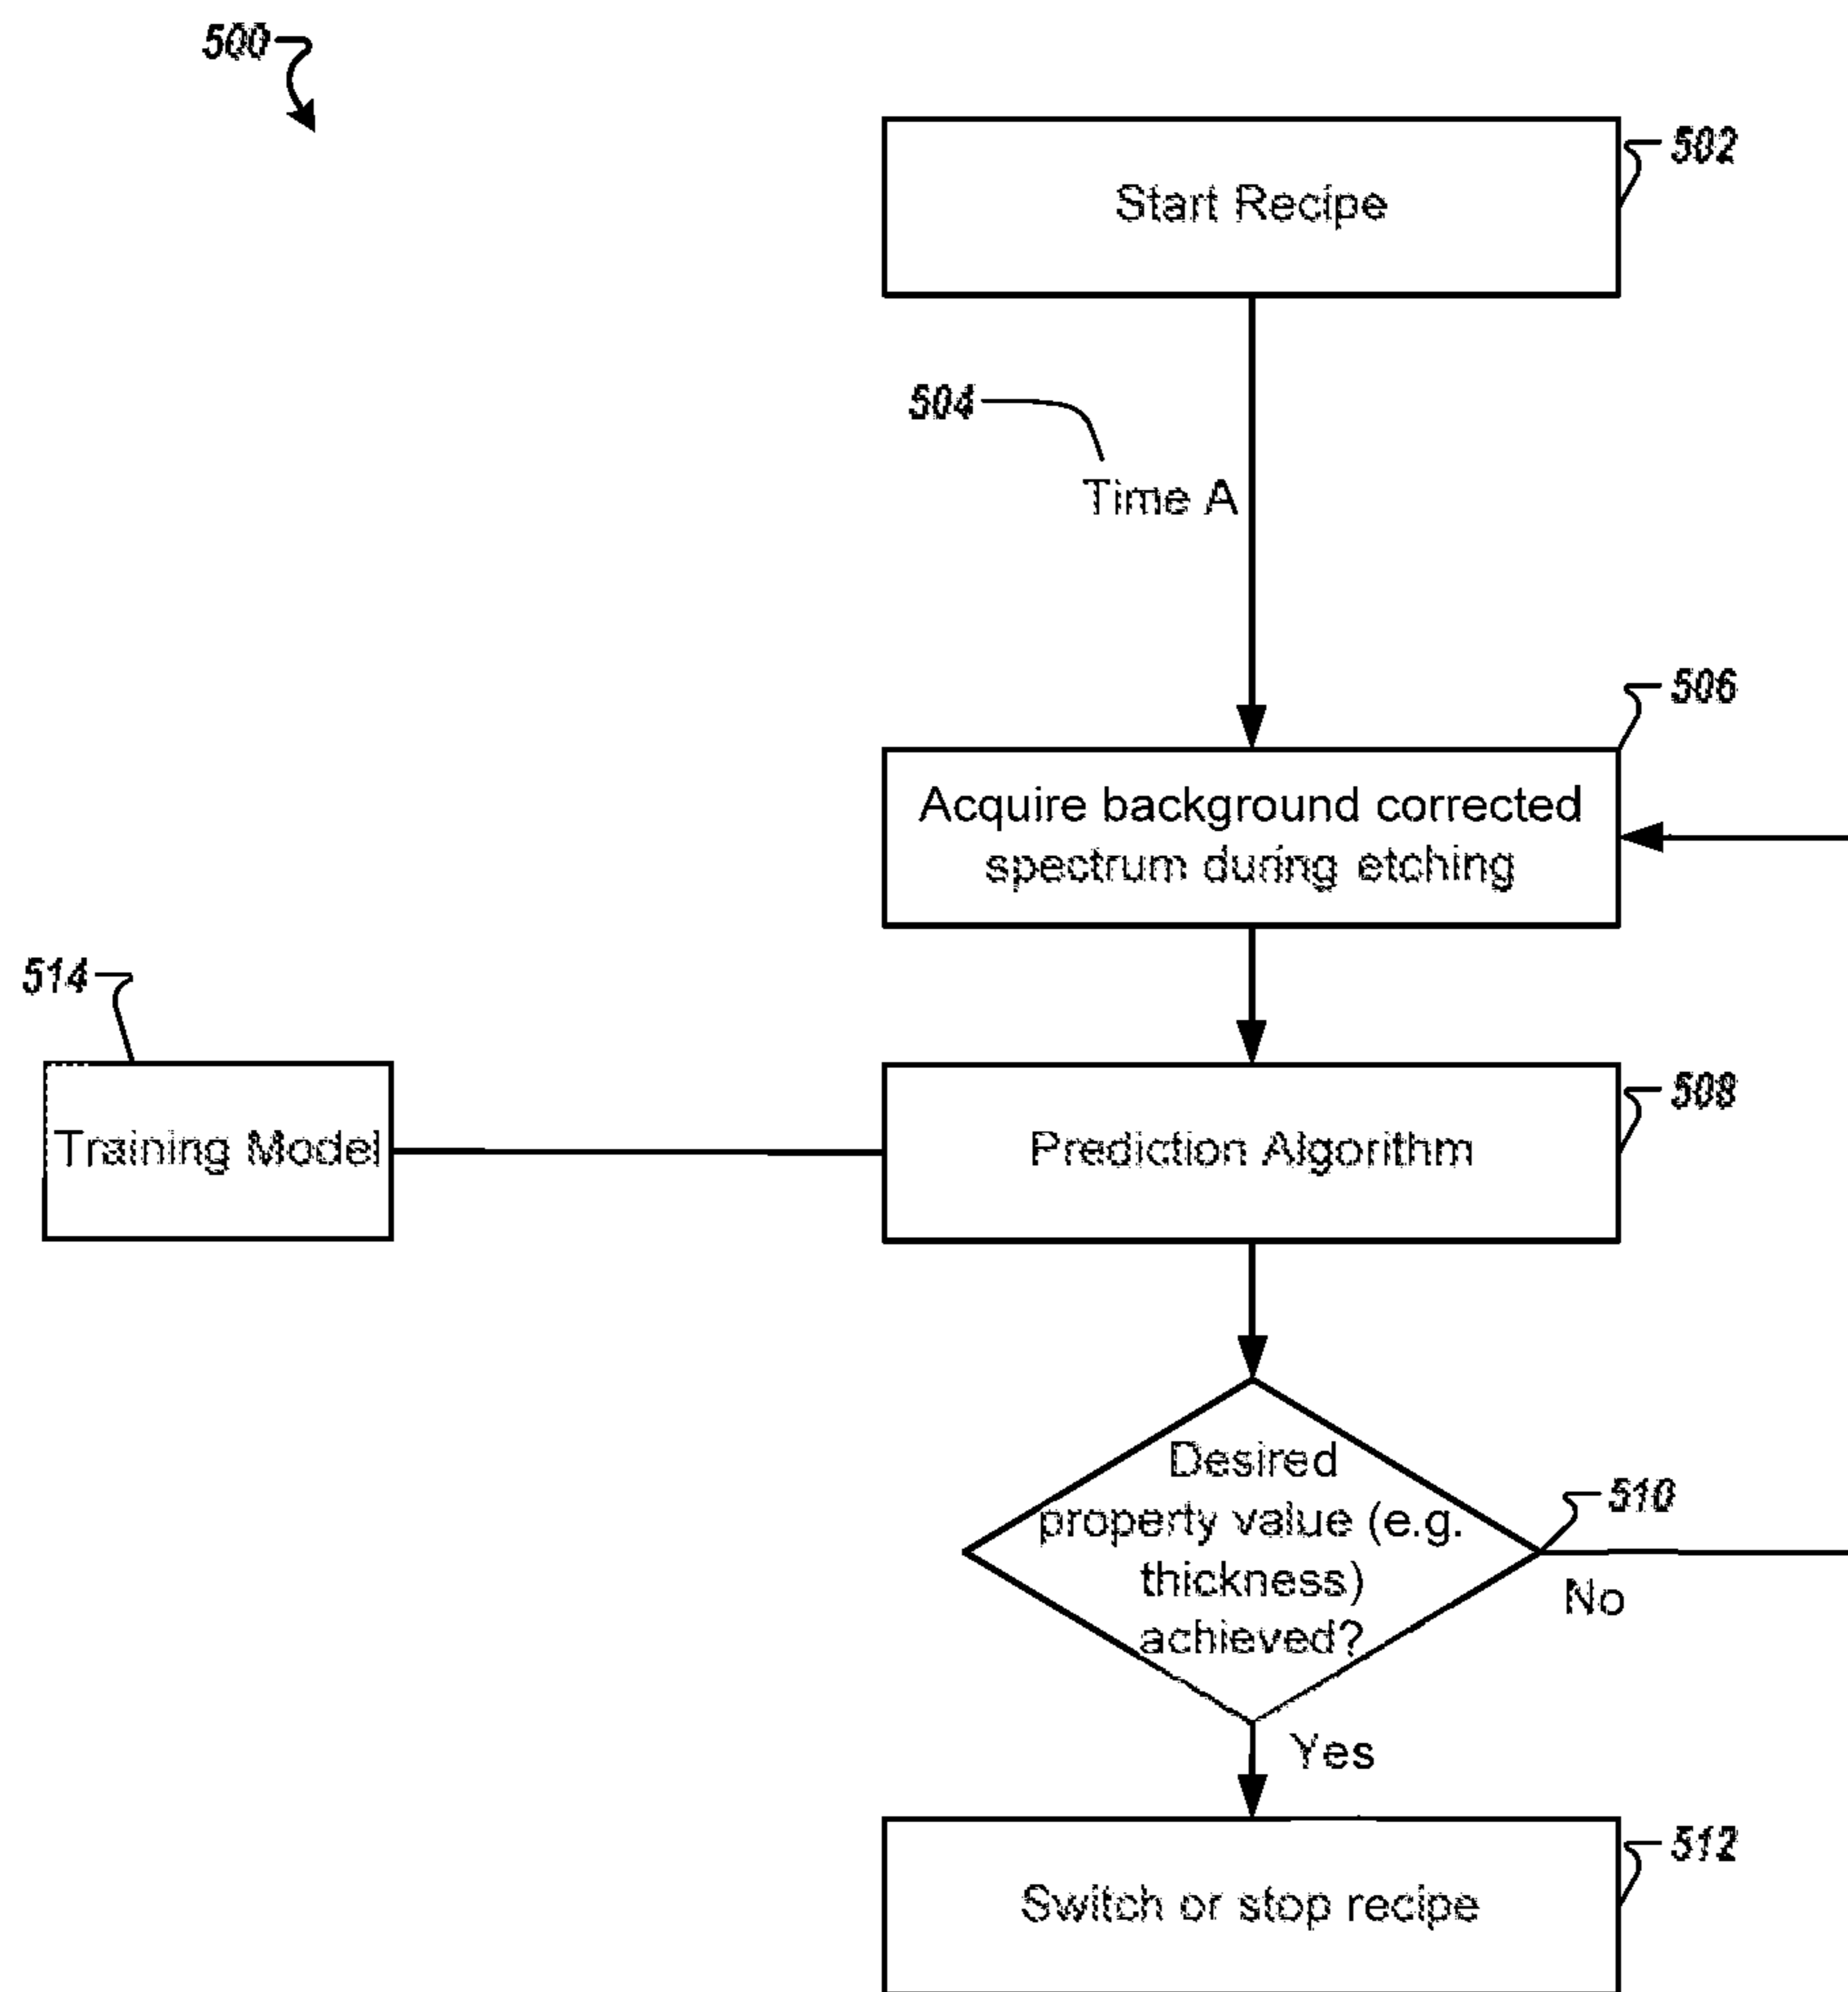 500
Start Recipe
502
504
Time A
506
Acquire background corrected
spectrum during etching
514
Training Model
Prediction Algorithm
508
Desired
property value (e.g.
thickness)
achieved?
510
No
Yes
Switch or stop recipe
512